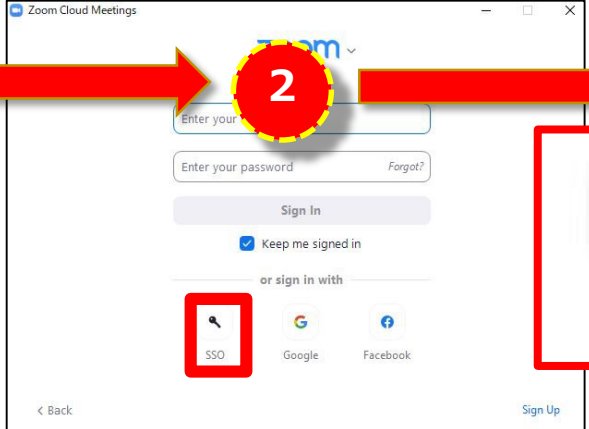 Zoom Cloud Meetings
2
Enter your
Enter your password Forgot?
Sign In
Keep me signed in
or sign in with
SSO Google Facebook
< Back Sign Up